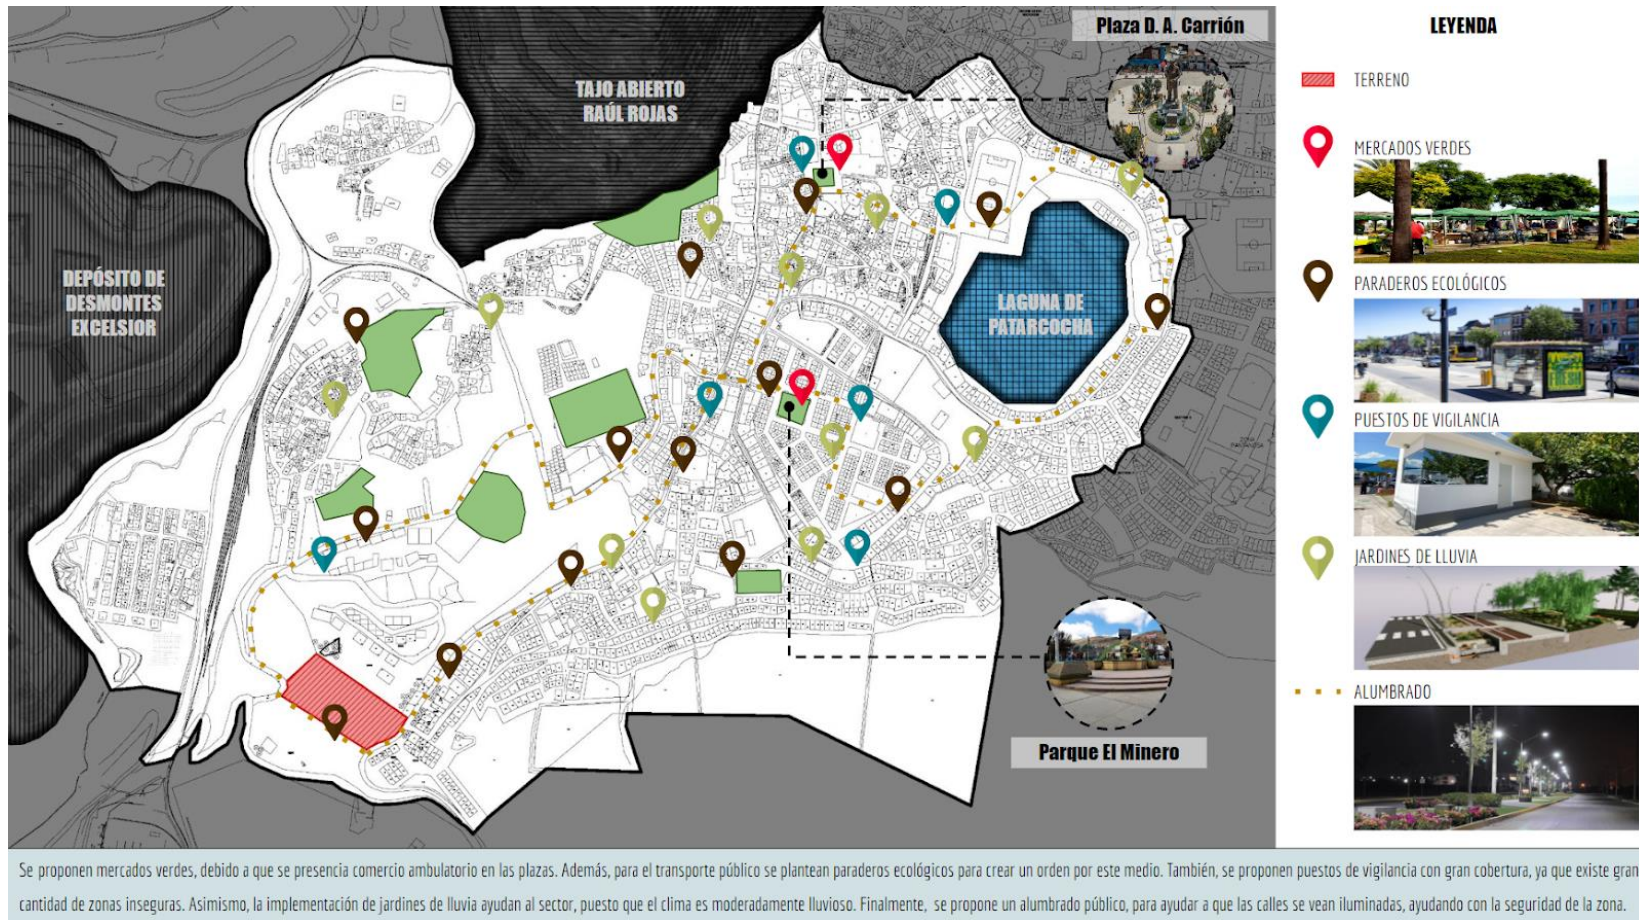 Plaza D. A. Carrión
LEYENDA
TAJO ABIERTO
RAÚL ROJAS
TERRENO
MERCADOS VERDES
DEPÓSITO DE
DESMONTES
EXCELSIOR
PARADEROS ECOLÓGICOS
LAGUNA DE
PATARCOCHA
PUESTOS DE VIGILANCIA
JARDINES DE LLUVIA
ALUMBRADO
Parque El Minero
Se proponen mercados verdes, debido a que se presencia comercio ambulatorio en las plazas. Además, para el transporte público se plantean paraderos ecológicos para crear un orden por este medio. También, se proponen puestos de vigilancia con gran cobertura, ya que existe gran
cantidad de zonas inseguras. Asimismo, la implementación de jardines de lluvia ayudan al sector, puesto que el clima es moderadamente lluvioso. Finalmente, se propone un alumbrado público, para ayudar a que las calles se vean iluminadas, ayudando con la seguridad de la zona.